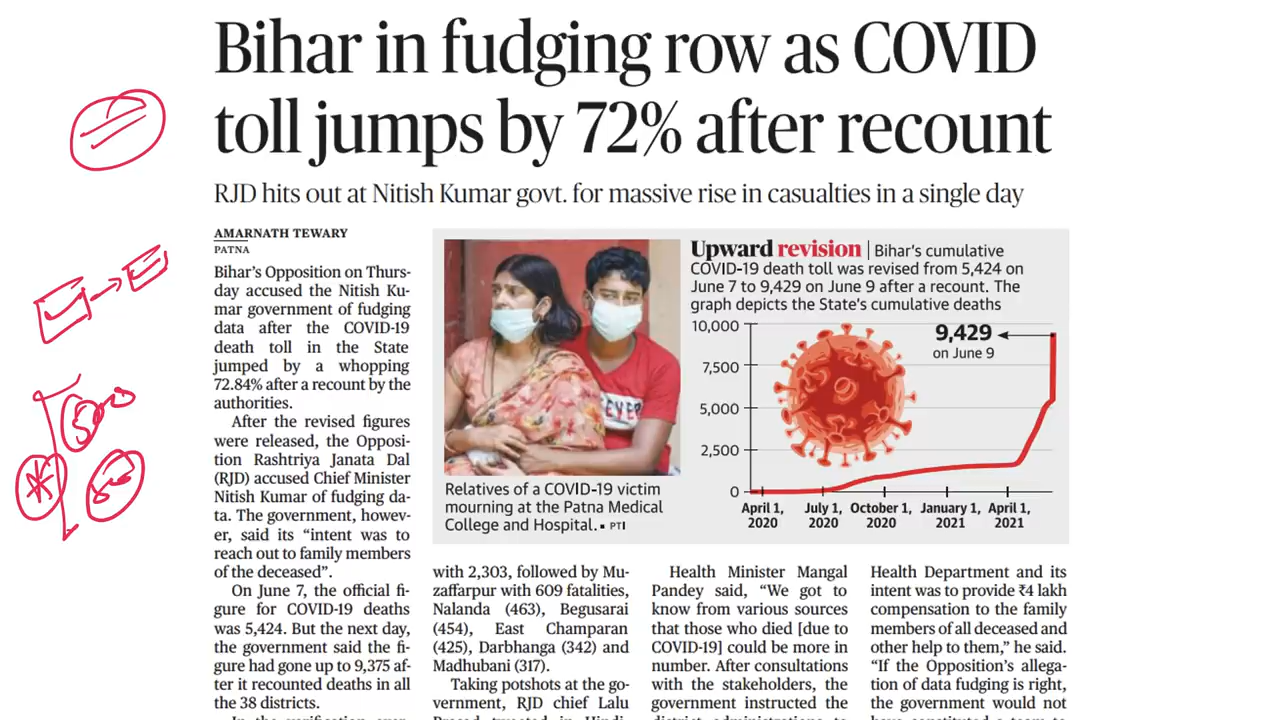 Bihar in fudging row as COVID
toll jumps by 72% after recount
RJD hits out at Nitish Kumar govt. for massive rise in casualties in a single day
AMARNATH TEWARY
PATNA
Bihar's Opposition on Thurs-
day accused the Nitish Ku-
mar government of fudging
data after the COVID-19
death toll in the State
jumped by a whopping
72.84% after a recount by the
authorities.
After the revised figures
were released, the Opposi-
tion Rashtriya Janata Dal
(RJD) accused Chief Minister
Nitish Kumar of fudging da-
ta. The government, howev-
er, said its “intent was to
reach out to family members
of the deceased”.
On June 7, the official fi-
gure for COVID-19 deaths
was 5,424. But the next day,
the government said the fi-
gure had gone up to 9,375 af-
ter it recounted deaths in all
the 38 districts.
Upward revision | Bihar's cumulative
COVID-19 death toll was revised from 5,424 on
June 7 to 9,429 on June 9 after a recount. The
graph depicts the State's cumulative deaths
10,000
7,500
5,000
2,500
0
9,429
on June 9
April 1, 2020
July 1, 2020
October 1, 2020
January 1, 2021
April 1, 2021
FEVER
Relatives of a COVID-19 victim
mourning at the Patna Medical
College and Hospital. ▪ PTI
with 2,303, followed by Mu-
zaffarpur with 609 fatalities,
Nalanda (463), Begusarai
(454), East Champaran
(425), Darbhanga (342) and
Madhubani (317).
Taking potshots at the go-
vernment, RJD chief Lalu
Health Minister Mangal
Pandey said, “We got to
know from various sources
that those who died [due to
COVID-19] could be more in
number. After consultations
with the stakeholders, the
government instructed the
Health Department and its
intent was to provide ₹4 lakh
compensation to the family
members of all deceased and
other help to them,” he said.
“If the Opposition's allega-
tion of data fudging is right,
the government would not